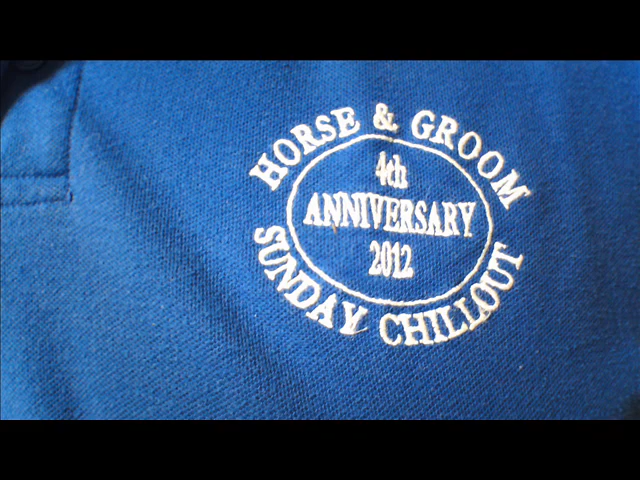 HORSE & GROOM
4th
ANNIVERSARY
2012
SUNDAY CHILLOUT